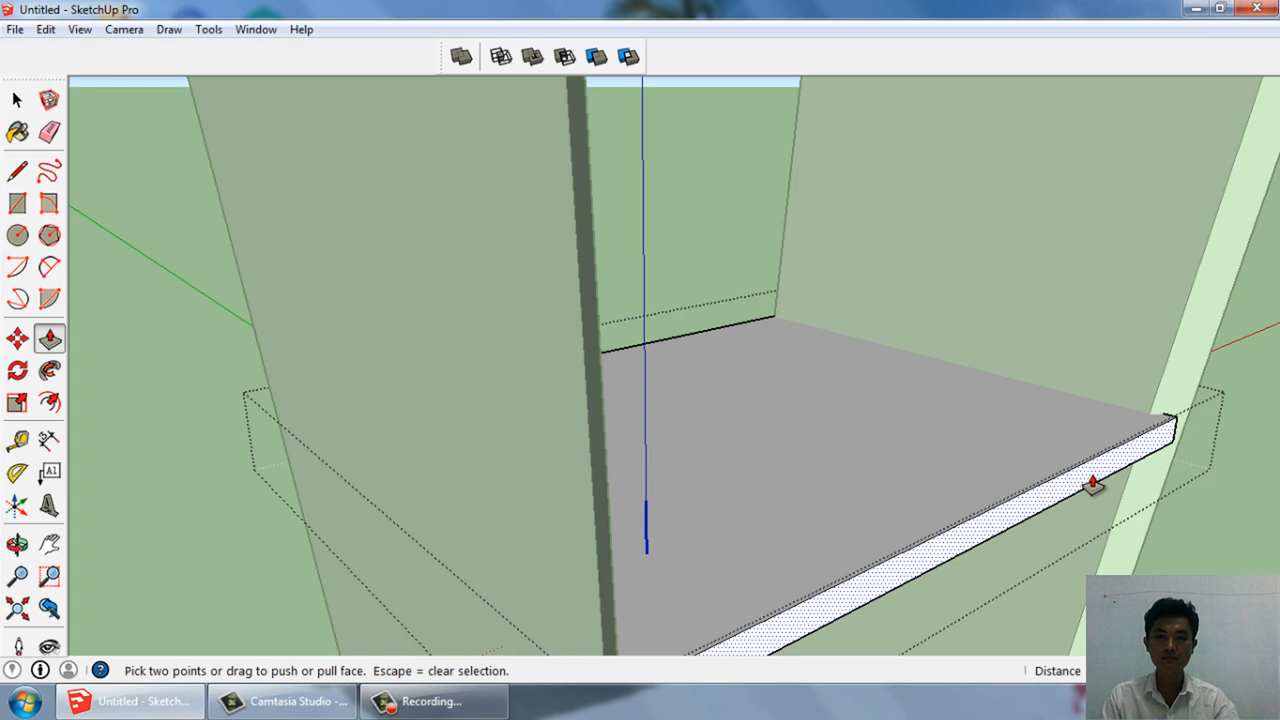 Untitled - SketchUp Pro
File Edit View Camera Draw Tools Window Help
A1
Pick two points or drag to push or pull face. Escape = clear selection.
Distance
Untitled - Sketch...
Camtasia Studio - ...
Recording...